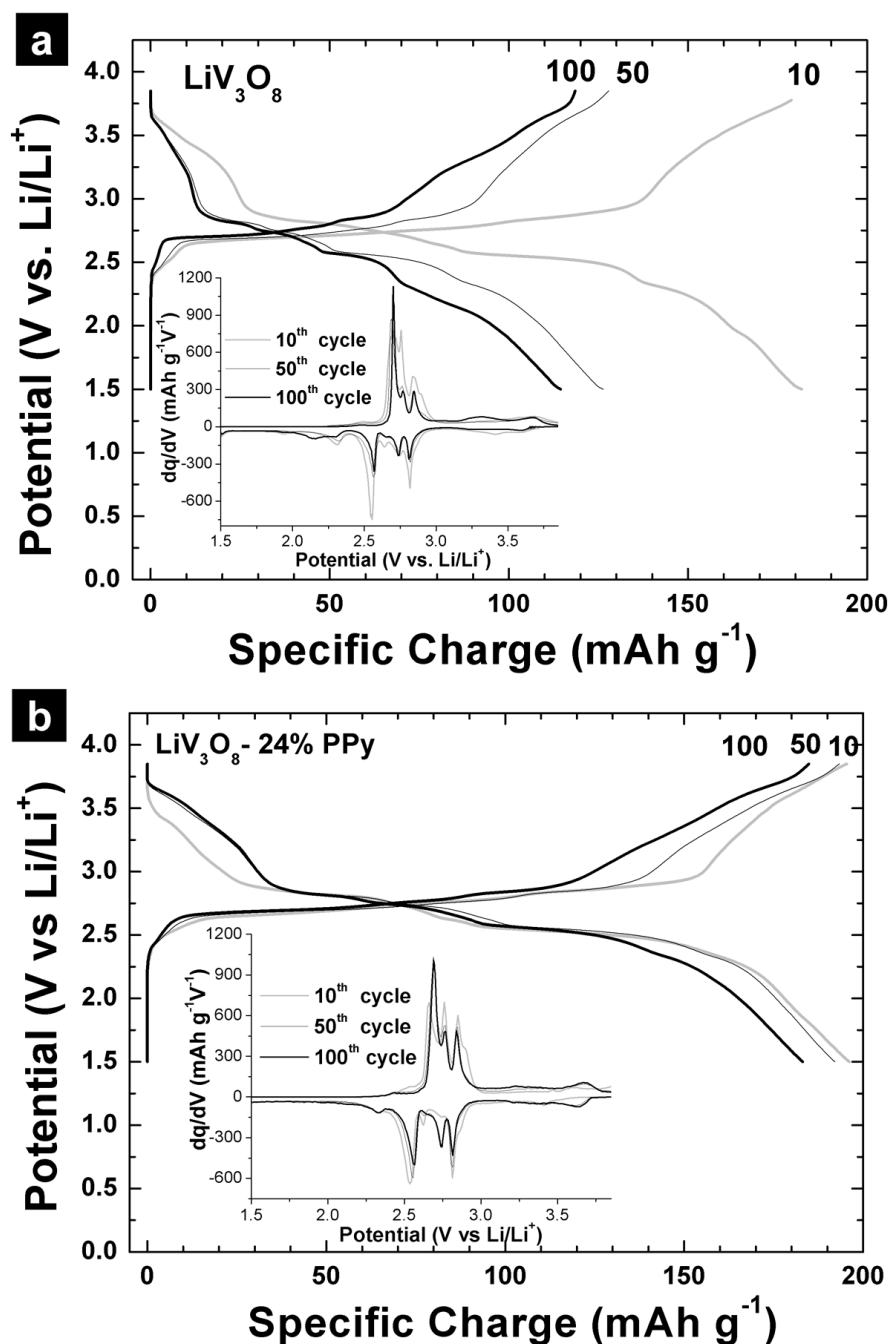 a
LiV₃O₈
100 50 10
4.0
3.5
3.0
2.5
2.0
1.5
1.0
0.5
0.0
Potential (V vs. Li/Li⁺)
1200
900
600
300
0
-300
-600
dq/dV (mAh g⁻¹V⁻¹)
10ᵗʰ cycle
50ᵗʰ cycle
100ᵗʰ cycle
1.5 2.0 2.5 3.0 3.5
Potential (V vs. Li/Li⁺)
0 50 100 150 200
Specific Charge (mAh g⁻¹)
b
LiV₃O₈- 24% PPy
100 50 10
4.0
3.5
3.0
2.5
2.0
1.5
1.0
0.5
0.0
Potential (V vs Li/Li⁺)
1200
900
600
300
0
-300
-600
dq/dV (mAh g⁻¹V⁻¹)
10ᵗʰ cycle
50ᵗʰ cycle
100ᵗʰ cycle
1.5 2.0 2.5 3.0 3.5
Potential (V vs Li/Li⁺)
0 50 100 150 200
Specific Charge (mAh g⁻¹)